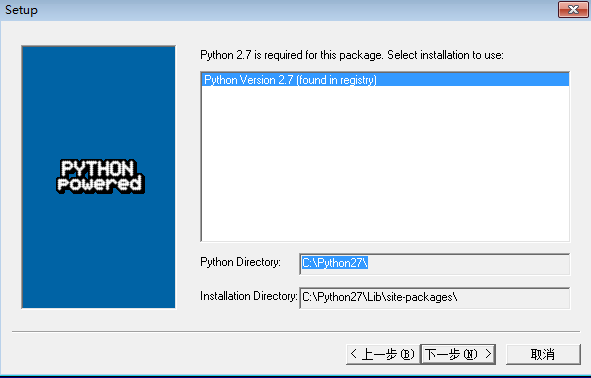 Setup
Python 2.7 is required for this package. Select installation to use:
Python Version 2.7 (found in registry)
PYTHON
powered
Python Directory: C:\Python27\
Installation Directory: C:\Python27\Lib\site-packages\
< 上一步 (B) 下一步 (N) > 取消